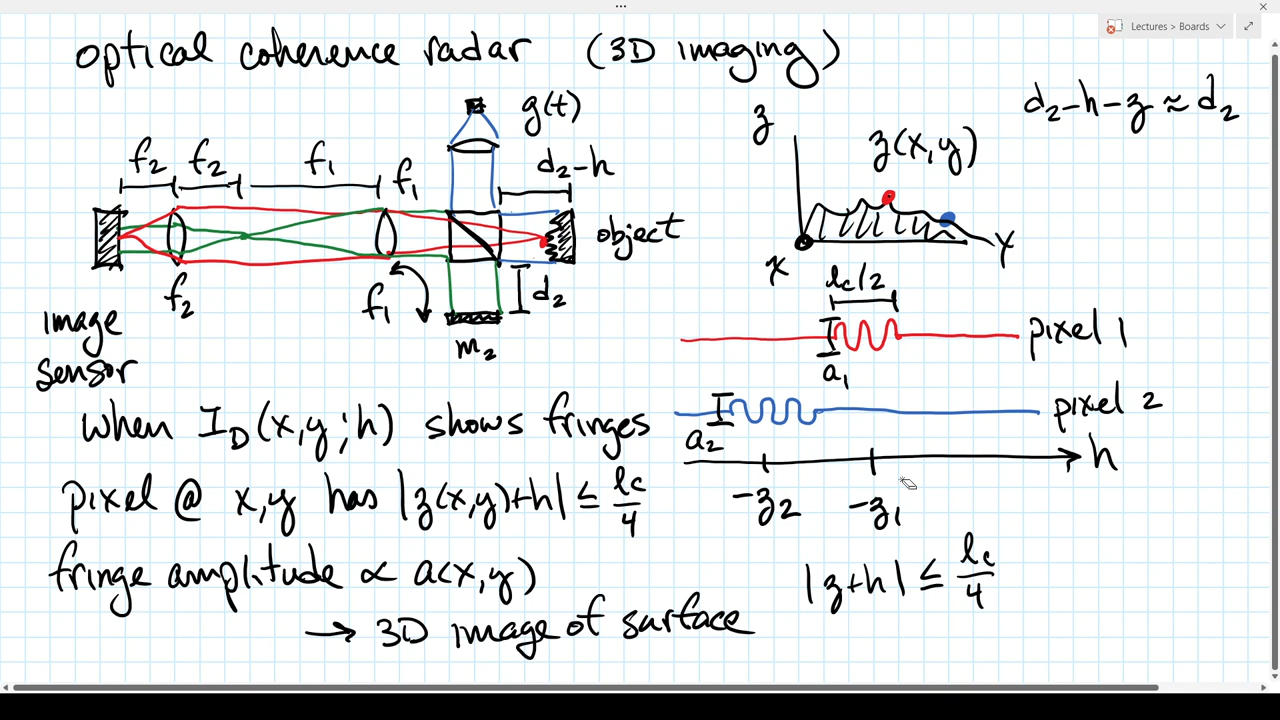 Lectures > Boards
optical coherence radar (3D imaging)
g(t)
f₂ f₂ f₁ f₁
d₂-h
object
f₂
f₁
d₂
m₂
image
sensor
d₂-h-z ≈ d₂
z
z(x,y)
x
y
lc/2
pixel 1
a₁
pixel 2
a₂
h
-z₂ -z₁
|z+h| ≤ lc/4
when I_D(x,y;h) shows fringes
pixel @ x,y has |z(x,y)+h| ≤ lc/4
fringe amplitude ∝ a(x,y)
→ 3D image of surface